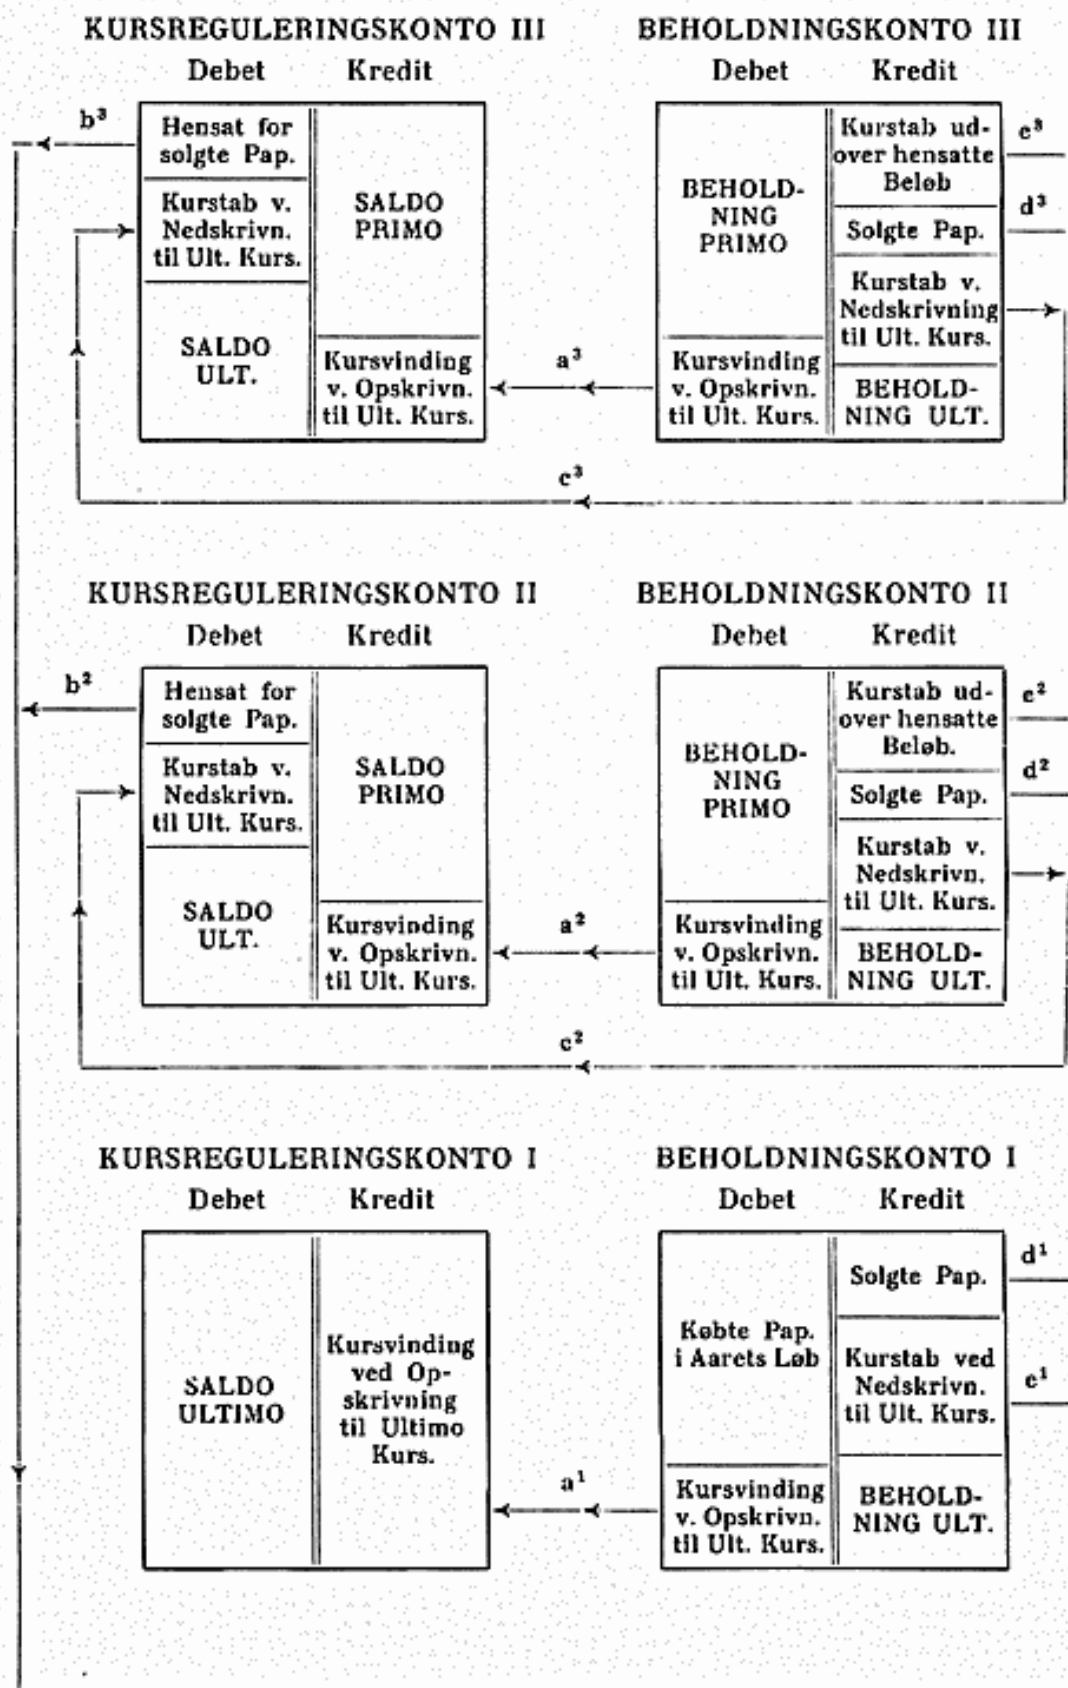 KURSREGULERINGSKONTO III
Debet Kredit
b³
Hensat for
solgte Pap.
Kurstab v.
Nedskrivn.
til Ult. Kurs.
SALDO
ULT.
SALDO
PRIMO
Kursvinding
v. Opskrivn.
til Ult. Kurs.
a³
BEHOLDNINGSKONTO III
Debet Kredit
BEHOLD-
NING
PRIMO
Kursvinding
v. Opskrivn.
til Ult. Kurs.
Kurstab ud-
over hensatte
Beløb
Solgte Pap.
Kurstab v.
Nedskrivning
til Ult. Kurs.
BEHOLD-
NING ULT.
e³
d³
c³
KURSREGULERINGSKONTO II
Debet Kredit
b²
Hensat for
solgte Pap.
Kurstab v.
Nedskrivn.
til Ult. Kurs.
SALDO
ULT.
SALDO
PRIMO
Kursvinding
v. Opskrivn.
til Ult. Kurs.
a²
BEHOLDNINGSKONTO II
Debet Kredit
BEHOLD-
NING
PRIMO
Kursvinding
v. Opskrivn.
til Ult. Kurs.
Kurstab ud-
over hensatte
Beløb.
Solgte Pap.
Kurstab v.
Nedskrivn.
til Ult. Kurs.
BEHOLD-
NING ULT.
e²
d²
c²
KURSREGULERINGSKONTO I
Debet Kredit
SALDO
ULTIMO
Kursvinding
ved Op-
skrivning
til Ultimo
Kurs.
a¹
BEHOLDNINGSKONTO I
Debet Kredit
Købte Pap.
i Aarets Løb
Kursvinding
v. Opskrivn.
til Ult. Kurs.
Solgte Pap.
Kurstab ved
Nedskrivn.
til Ult. Kurs.
BEHOLD-
NING ULT.
d¹
e¹